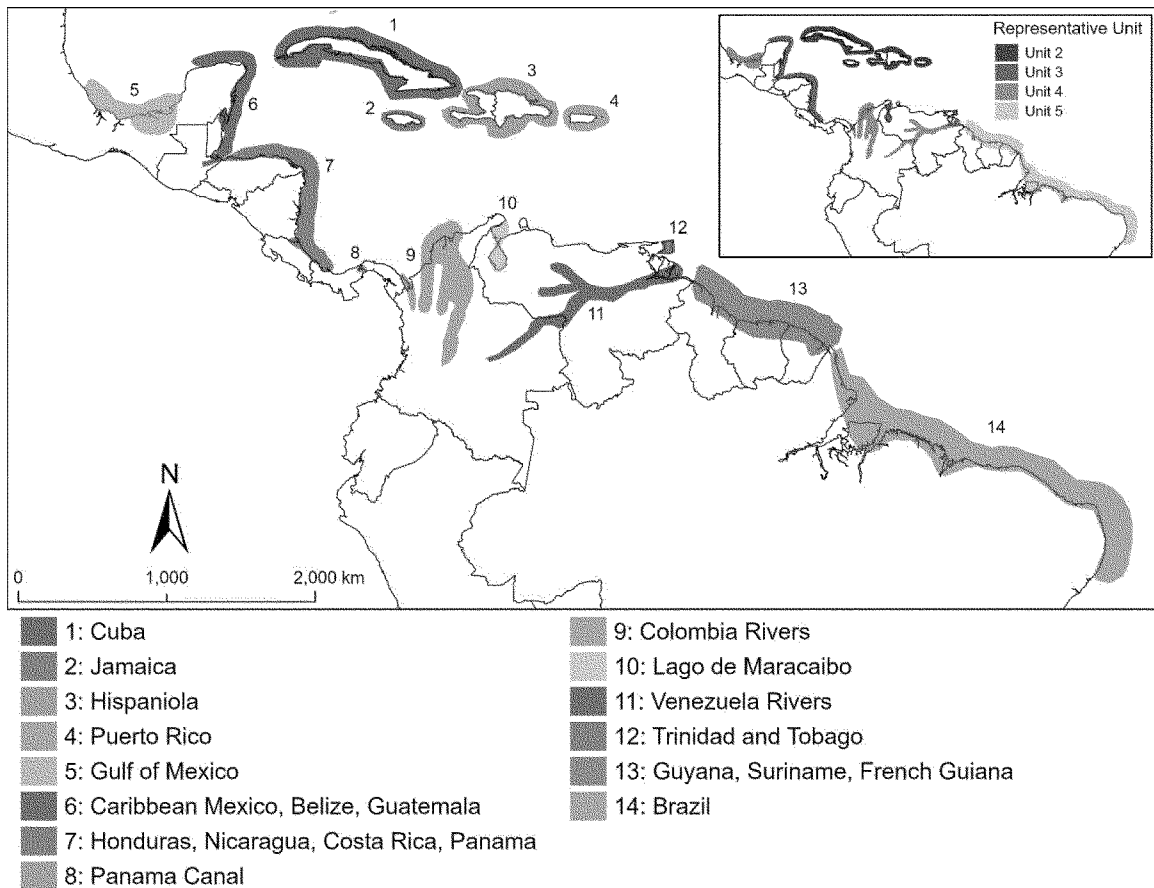 1
2
3
4
5
6
7
8
9
10
11
12
13
14
Representative Unit
Unit 2
Unit 3
Unit 4
Unit 5
N
0 1,000 2,000 km
1: Cuba
2: Jamaica
3: Hispaniola
4: Puerto Rico
5: Gulf of Mexico
6: Caribbean Mexico, Belize, Guatemala
7: Honduras, Nicaragua, Costa Rica, Panama
8: Panama Canal
9: Colombia Rivers
10: Lago de Maracaibo
11: Venezuela Rivers
12: Trinidad and Tobago
13: Guyana, Suriname, French Guiana
14: Brazil